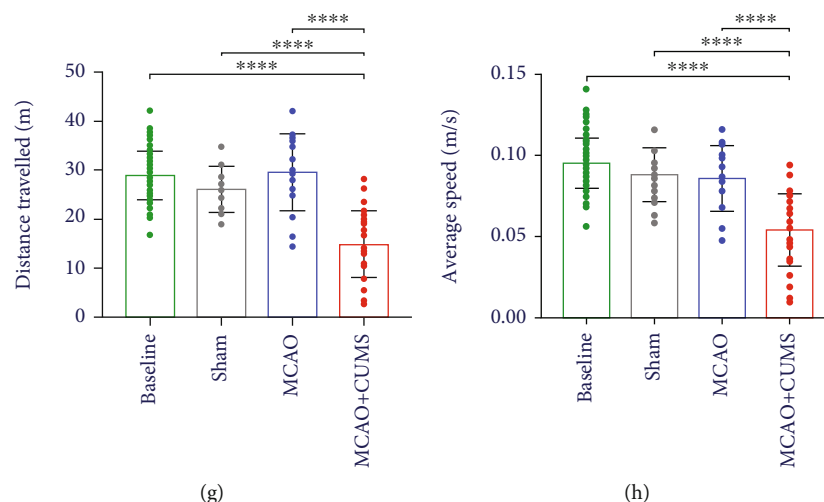 ****
****
****
Distance travelled (m)
50
40
30
20
10
0
Baseline
Sham
MCAO
MCAO+CUMS
(g)
****
****
****
Average speed (m/s)
0.15
0.10
0.05
0.00
Baseline
Sham
MCAO
MCAO+CUMS
(h)